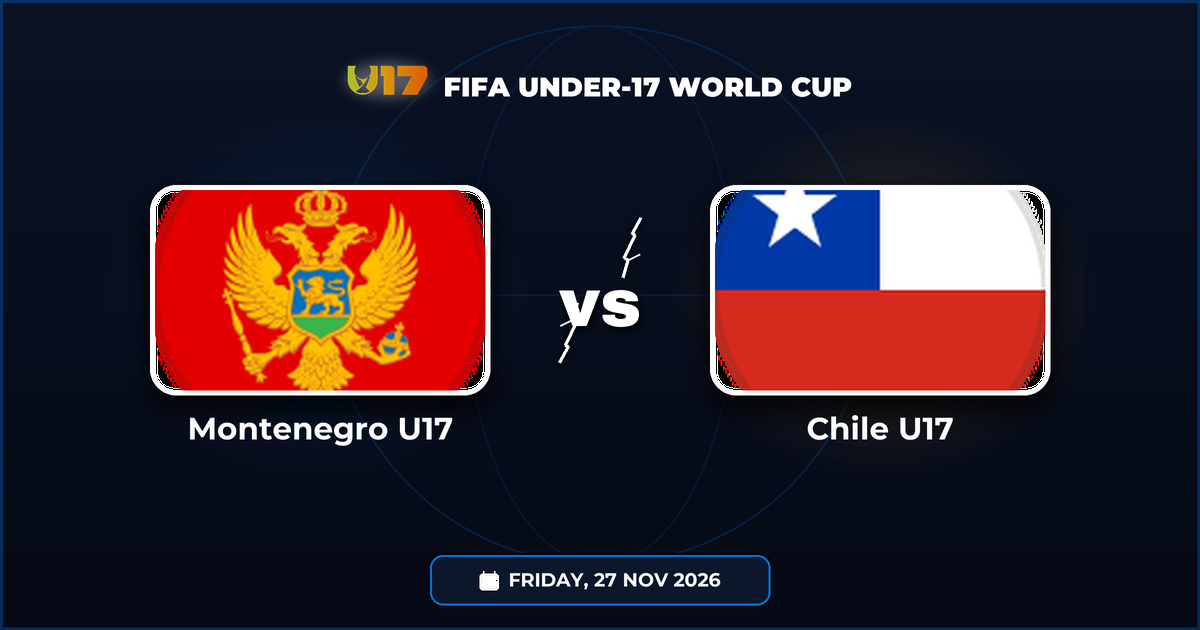 U17 FIFA UNDER-17 WORLD CUP
VS
Montenegro U17
Chile U17
FRIDAY, 27 NOV 2026